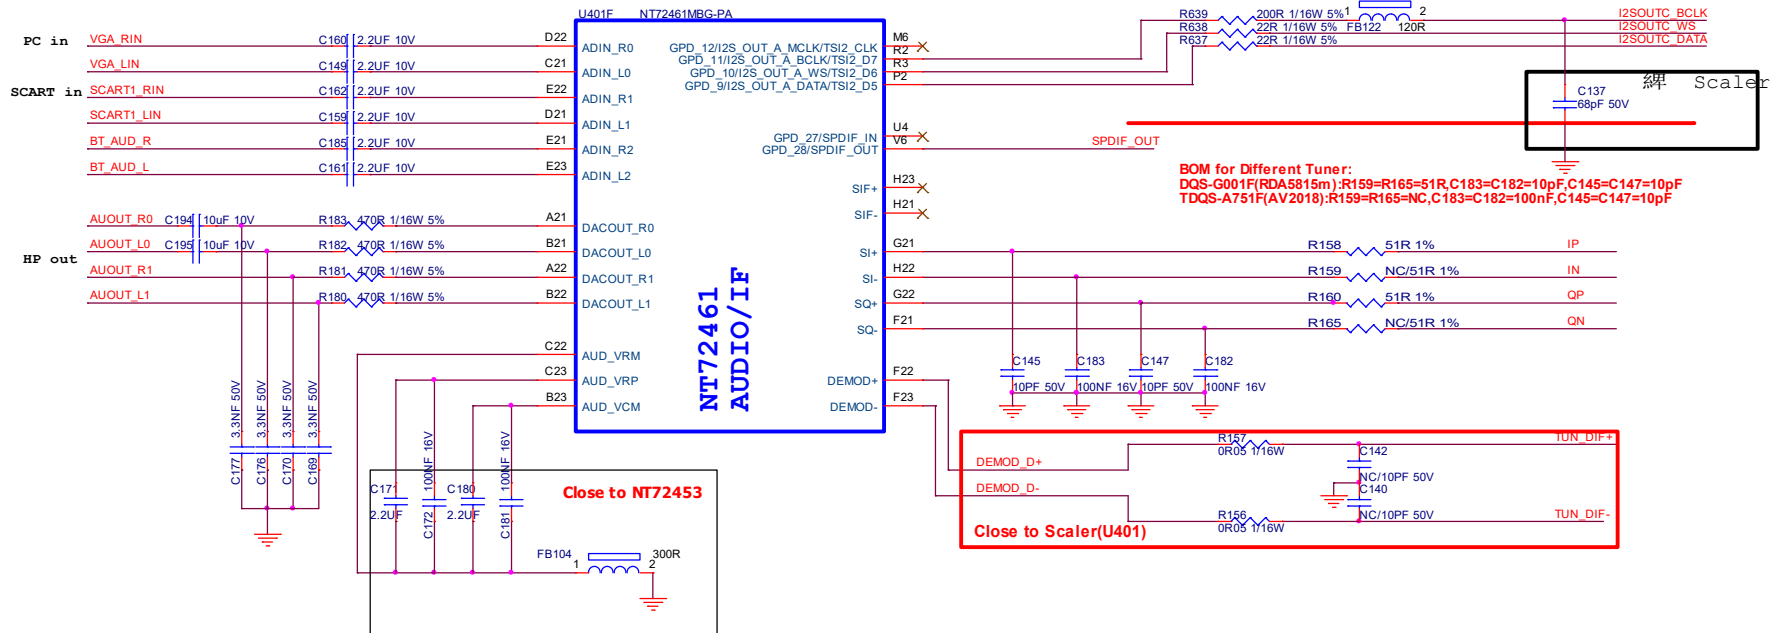 U401F NT72461MBG-PA
PC in
VGA_RIN C160 2.2UF 10V D22 ADIN_R0
VGA_LIN C149 2.2UF 10V C21 ADIN_L0
SCART in SCART1_RIN C162 2.2UF 10V E22 ADIN_R1
SCART1_LIN C159 2.2UF 10V D21 ADIN_L1
BT_AUD_R C185 2.2UF 10V E21 ADIN_R2
BT_AUD_L C161 2.2UF 10V E23 ADIN_L2
AUOUT_R0 C194 10uF 10V R183 470R 1/16W 5% A21 DACOUT_R0
AUOUT_L0 C195 10uF 10V R182 470R 1/16W 5% B21 DACOUT_L0
HP out
AUOUT_R1 R181 470R 1/16W 5% A22 DACOUT_R1
AUOUT_L1 R180 470R 1/16W 5% B22 DACOUT_L1
C22 AUD_VRM
C23 AUD_VRP
B23 AUD_VCM
C177 3.3NF 50V
C176 3.3NF 50V
C170 3.3NF 50V
C169 3.3NF 50V
C171 2.2UF
C172 100NF 16V
C180 2.2UF
C181 100NF 16V
Close to NT72453
FB104 1 2 300R
NT72461
AUDIO/IF
GPD_12/I2S_OUT_A_MCLK/TSI2_CLK M6
GPD_11/I2S_OUT_A_BCLK/TSI2_D7 R2
GPD_10/I2S_OUT_A_WS/TSI2_D6 R3
GPD_9/I2S_OUT_A_DATA/TSI2_D5 P2
GPD_27/SPDIF_IN U4
GPD_28/SPDIF_OUT V6 SPDIF_OUT
SIF+ H23
SIF- H21
SI+ G21 R158 51R 1% IP
SI- H22 R159 NC/51R 1% IN
SQ+ G22 R160 51R 1% QP
SQ- F21 R165 NC/51R 1% QN
DEMOD+ F22
DEMOD- F23
R639 200R 1/16W 5% 1 2 I2SOUTC_BCLK
R638 22R 1/16W 5% FB122 120R I2SOUTC_WS
R637 22R 1/16W 5% I2SOUTC_DATA
綼 Scaler
C137
68pF 50V
BOM for Different Tuner:
DQS-G001F(RDA5815m):R159=R165=51R,C183=C182=10pF,C145=C147=10pF
TDQS-A751F(AV2018):R159=R165=NC,C183=C182=100nF,C145=C147=10pF
C145 C183 C147 C182
10PF 50V 100NF 16V 10PF 50V 100NF 16V
R157 TUN_DIF+
0R05 1/16W C142
DEMOD_D+ NC/10PF 50V
DEMOD_D- C140
R156 NC/10PF 50V TUN_DIF-
0R05 1/16W
Close to Scaler(U401)